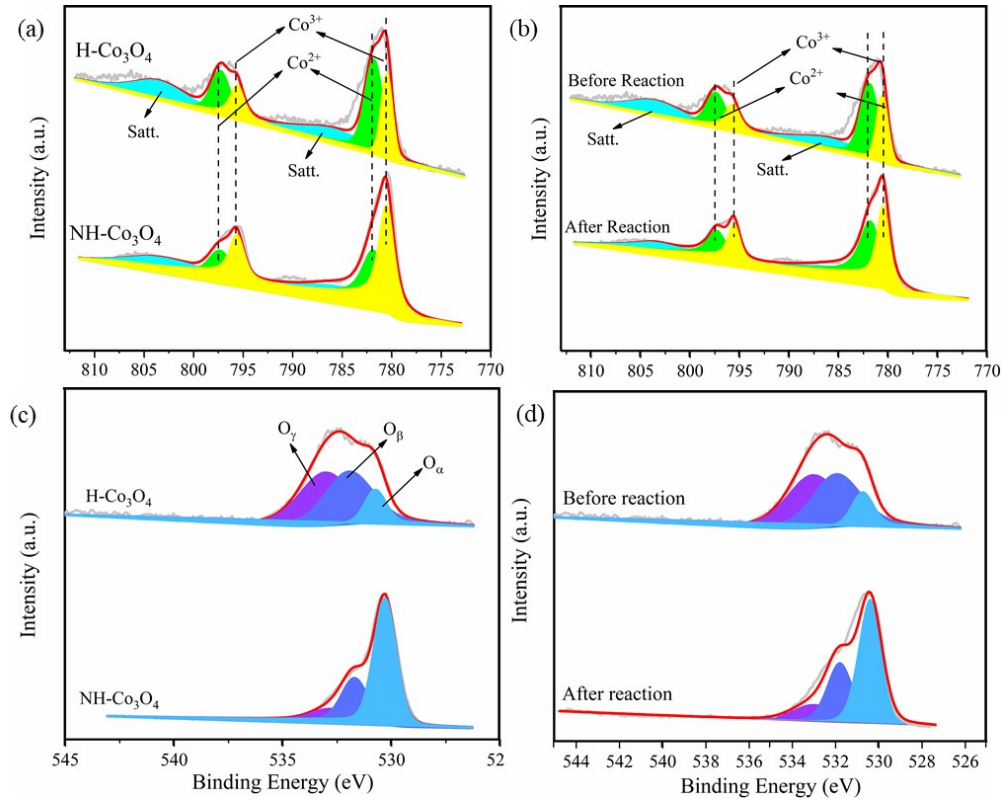 (a)
H-Co₃O₄
Co³⁺
Co²⁺
Satt.
Satt.
NH-Co₃O₄
Intensity (a.u.)
810 805 800 795 790 785 780 775 770
(b)
Before Reaction
Co³⁺
Co²⁺
Satt.
Satt.
After Reaction
Intensity (a.u.)
810 805 800 795 790 785 780 775 770
(c)
Oγ
Oβ
Oα
H-Co₃O₄
NH-Co₃O₄
Intensity (a.u.)
545 540 535 530 52
Binding Energy (eV)
(d)
Before reaction
After reaction
Intensity (a.u.)
544 542 540 538 536 534 532 530 528 526
Binding Energy (eV)